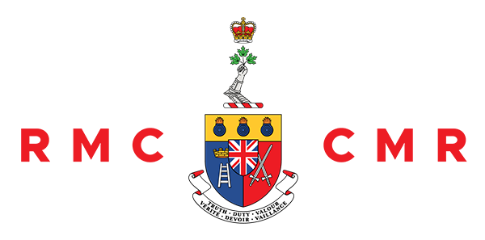 RMC CMR
TRUTH · DUTY · VALOUR
VÉRITÉ · DEVOIR · VAILLANCE